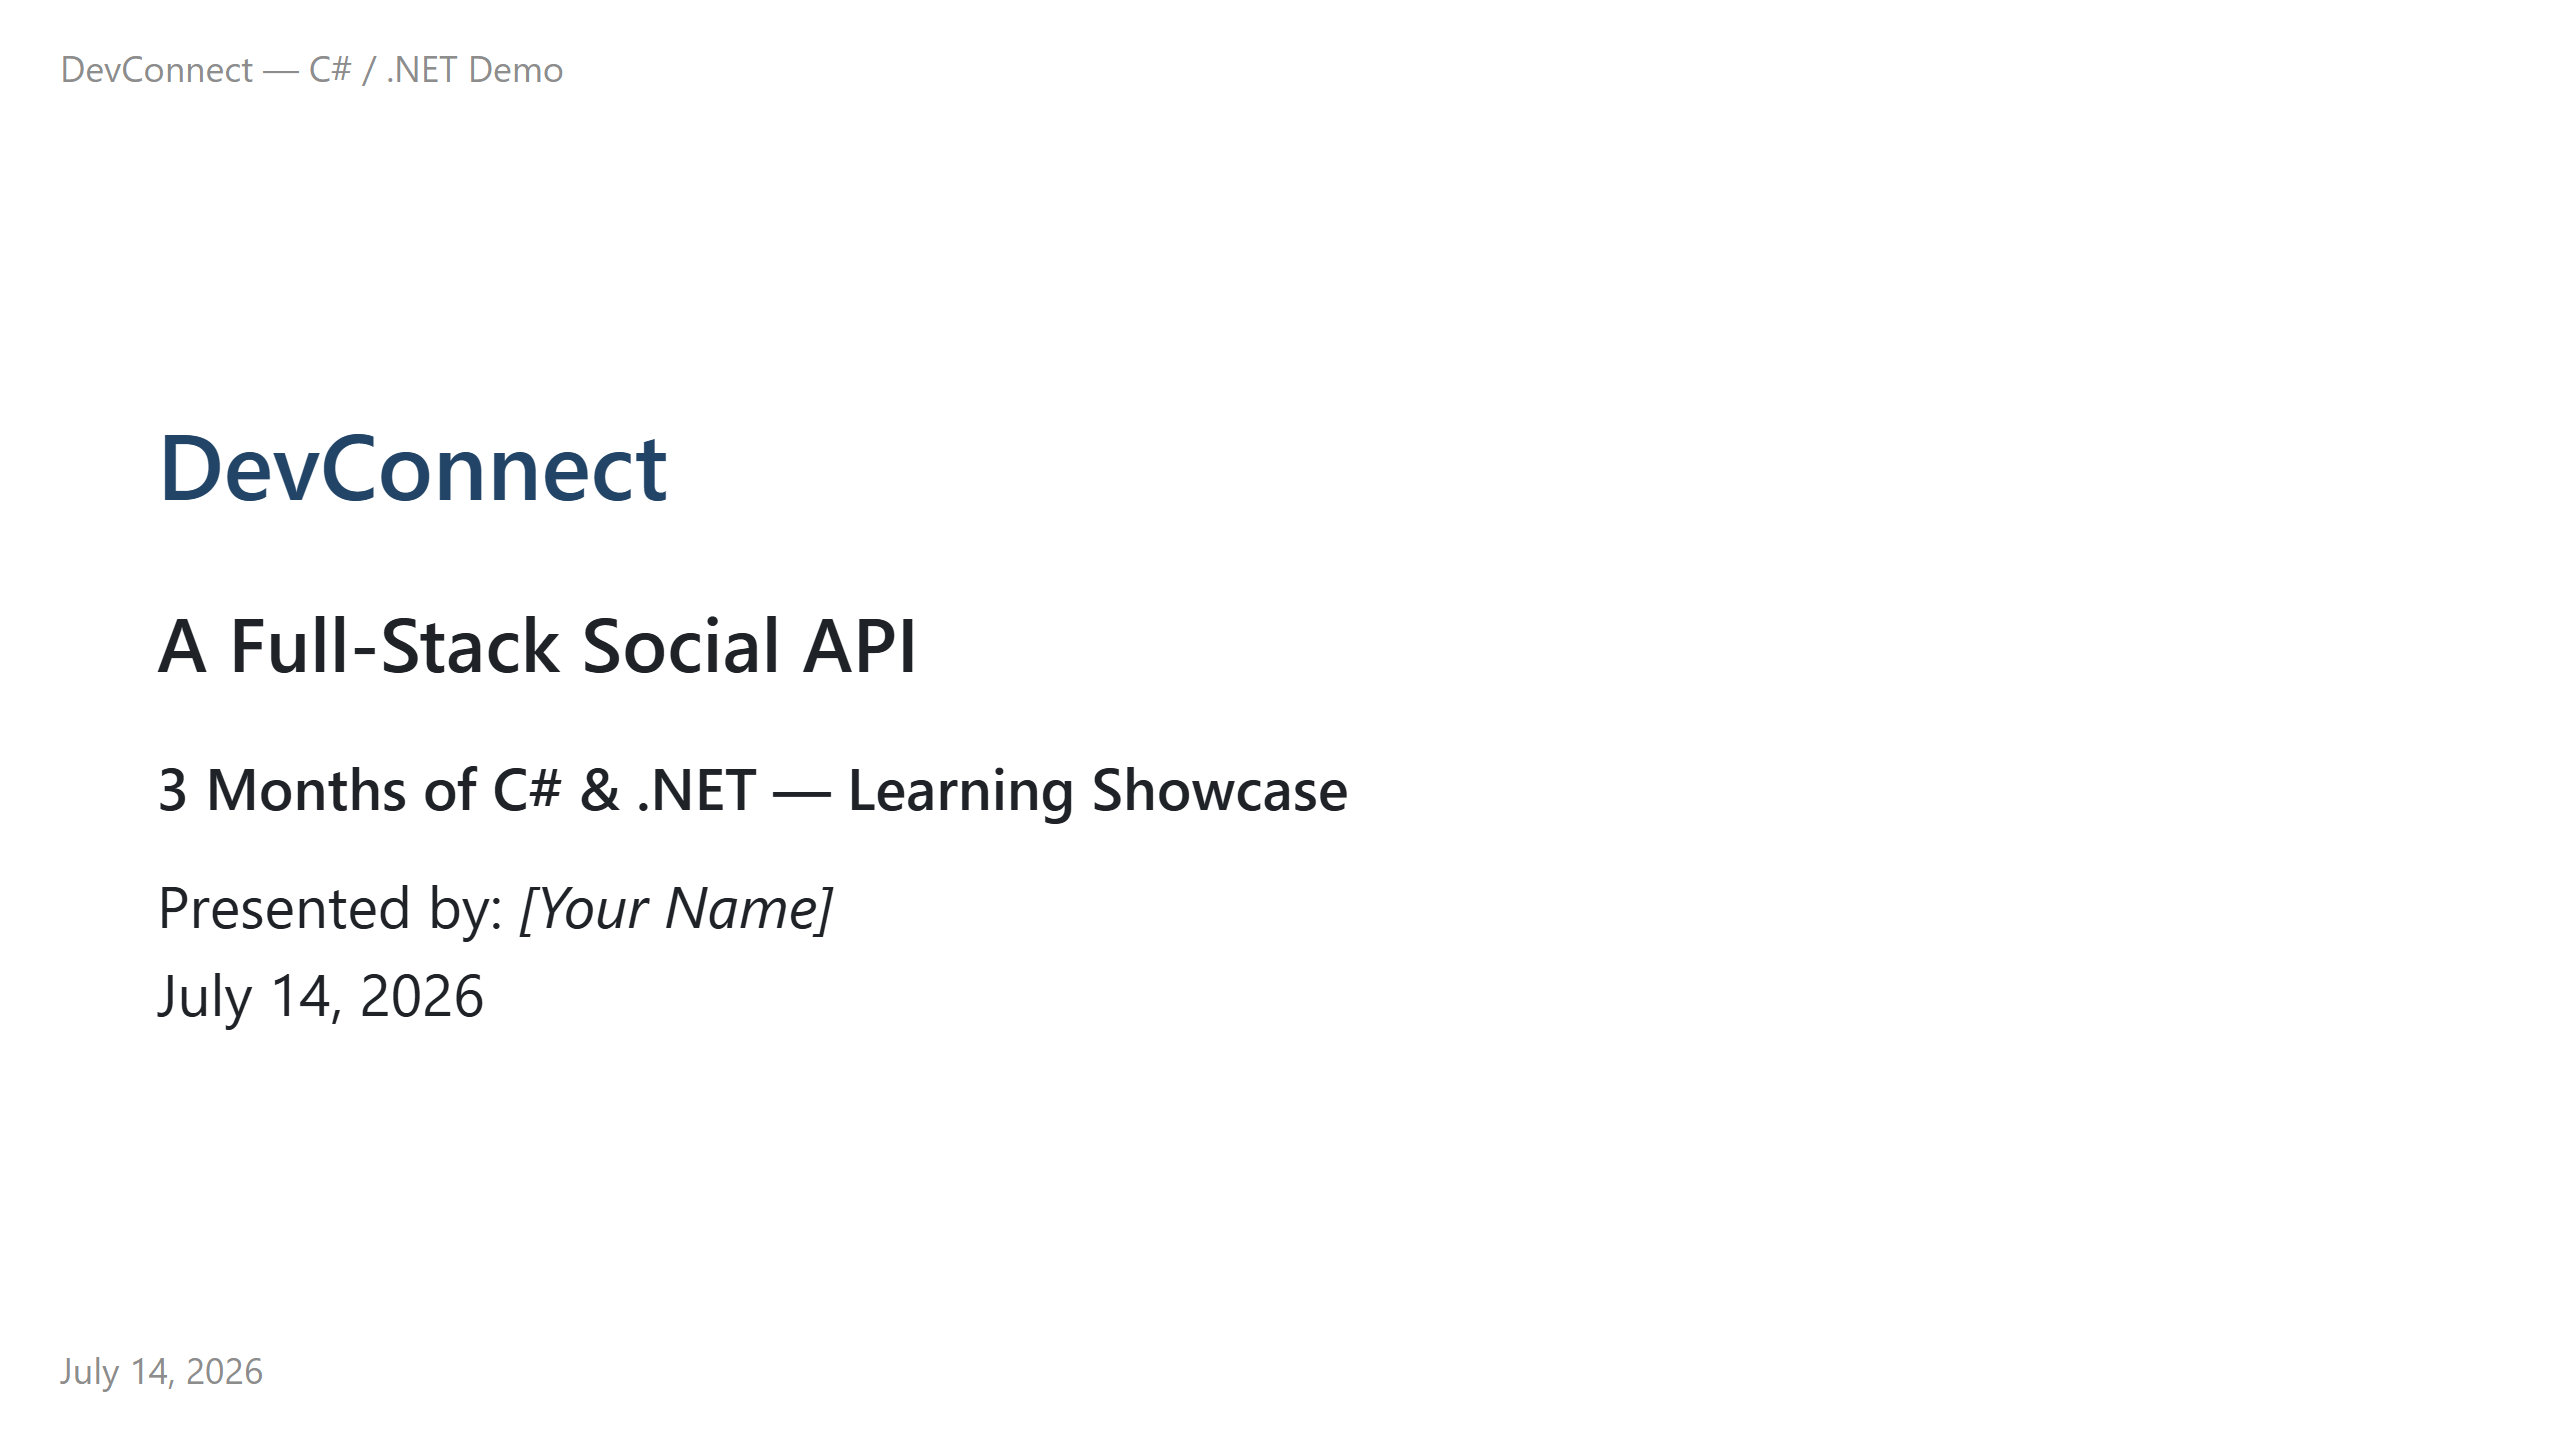 DevConnect — C# / .NET Demo
DevConnect
A Full-Stack Social API
3 Months of C# & .NET — Learning Showcase
Presented by: [Your Name]
July 14, 2026
July 14, 2026